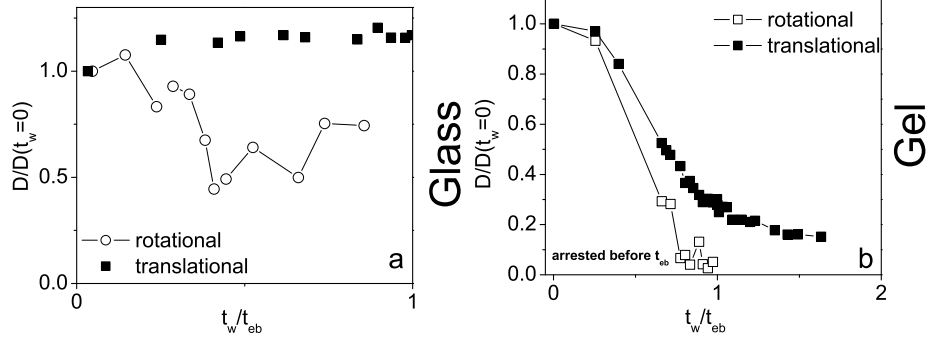 1.0
0.5
0.0
D/D(t_w=0)
rotational
translational
a
0
1
t_w/t_eb
Glass
1.0
0.8
0.6
0.4
0.2
0.0
D/D(t_w=0)
rotational
translational
arrested before t_eb
b
0
1
2
t_w/t_eb
Gel